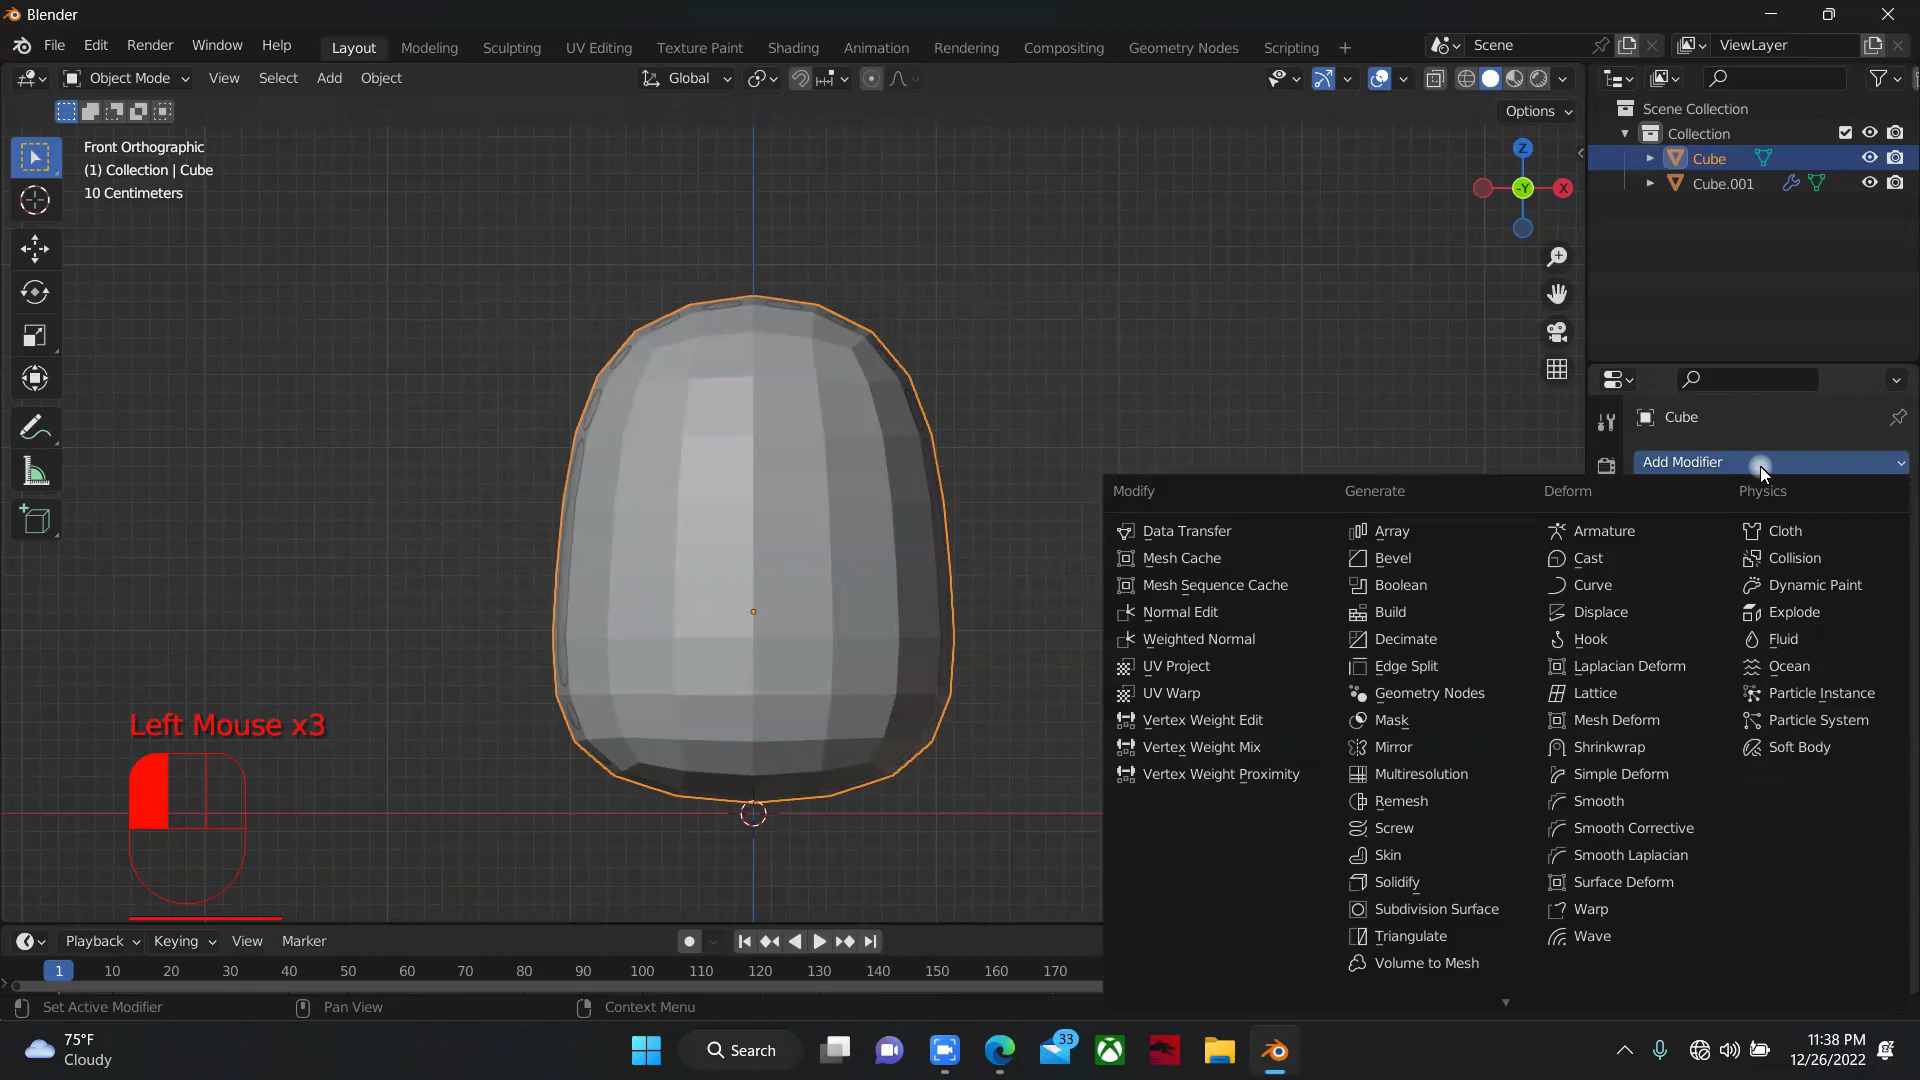 Blender
File Edit Render Window Help
Layout Modeling Sculpting UV Editing Texture Paint Shading Animation Rendering Compositing Geometry Nodes Scripting +
Scene
ViewLayer
Object Mode
View Select Add Object
Global
Options
Scene Collection
Collection
Cube
Cube.001
Front Orthographic
(1) Collection | Cube
10 Centimeters
Z
-Y
X
Cube
Add Modifier
Modify
Data Transfer
Mesh Cache
Mesh Sequence Cache
Normal Edit
Weighted Normal
UV Project
UV Warp
Vertex Weight Edit
Vertex Weight Mix
Vertex Weight Proximity
Generate
Array
Bevel
Boolean
Build
Decimate
Edge Split
Geometry Nodes
Mask
Mirror
Multiresolution
Remesh
Screw
Skin
Solidify
Subdivision Surface
Triangulate
Volume to Mesh
Deform
Armature
Cast
Curve
Displace
Hook
Laplacian Deform
Lattice
Mesh Deform
Shrinkwrap
Simple Deform
Smooth
Smooth Corrective
Smooth Laplacian
Surface Deform
Warp
Wave
Physics
Cloth
Collision
Dynamic Paint
Explode
Fluid
Ocean
Particle Instance
Particle System
Soft Body
Left Mouse x3
Playback Keying View Marker
1 10 20 30 40 50 60 70 80 90 100 110 120 130 140 150 160 170
Set Active Modifier
Pan View
Context Menu
75°F
Cloudy
Search
33
11:38 PM
12/26/2022